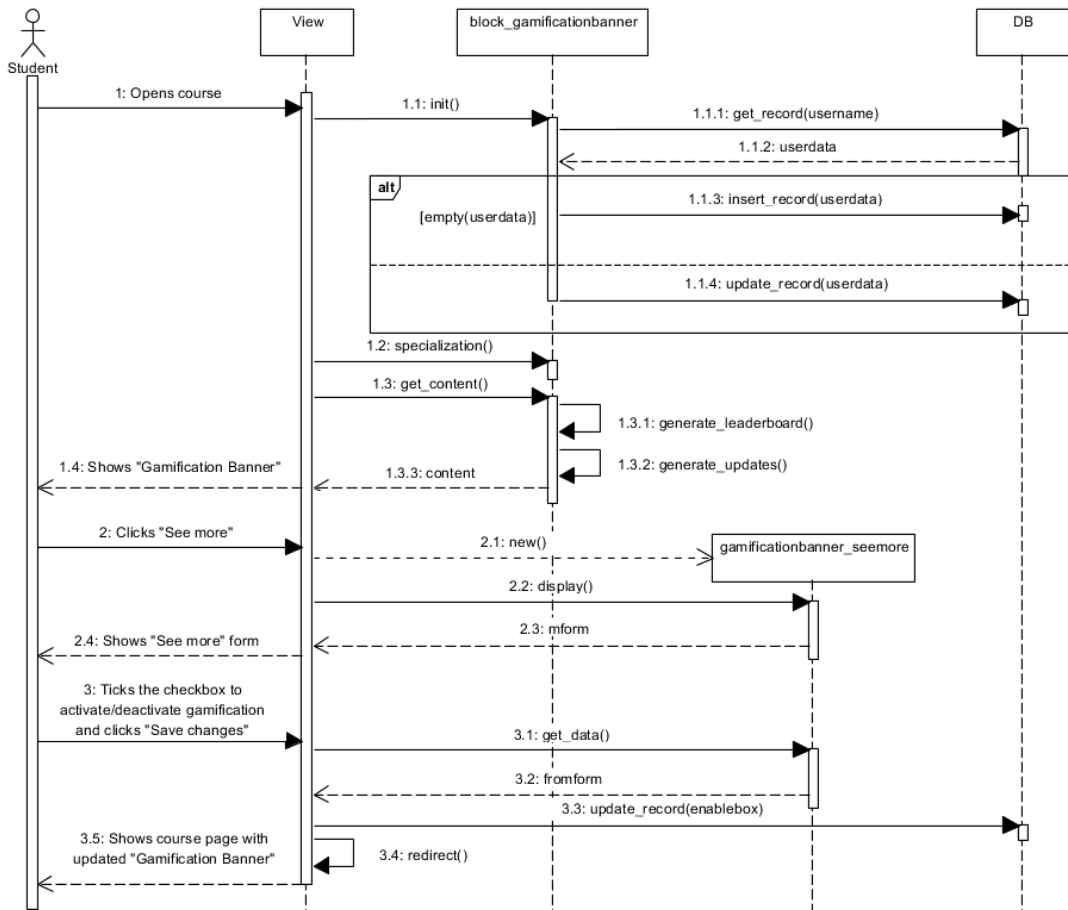 View
block_gamificationbanner
DB
Student
1: Opens course
1.1: init()
1.1.1: get_record(username)
1.1.2: userdata
alt
[empty(userdata)]
1.1.3: insert_record(userdata)
1.1.4: update_record(userdata)
1.2: specialization()
1.3: get_content()
1.3.1: generate_leaderboard()
1.3.2: generate_updates()
1.3.3: content
1.4: Shows "Gamification Banner"
2: Clicks "See more"
2.1: new()
gamificationbanner_seemore
2.2: display()
2.3: mform
2.4: Shows "See more" form
3: Ticks the checkbox to
activate/deactivate gamification
and clicks "Save changes"
3.1: get_data()
3.2: fromform
3.3: update_record(enablebox)
3.4: redirect()
3.5: Shows course page with
updated "Gamification Banner"